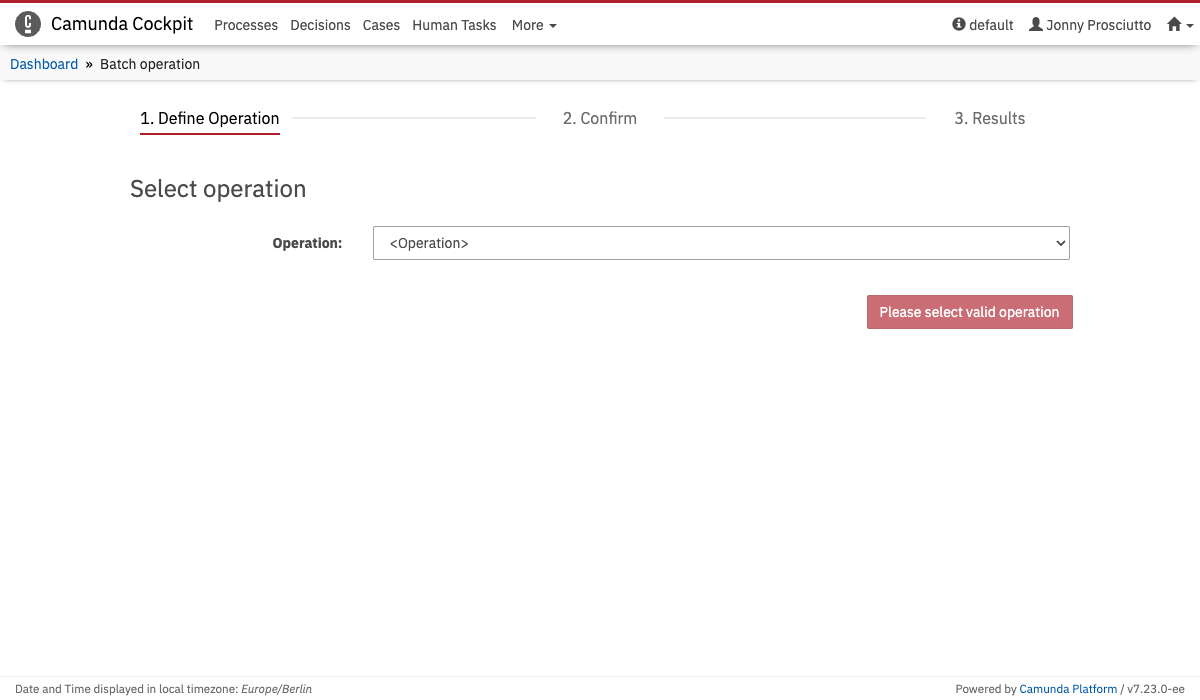 Camunda Cockpit Processes Decisions Cases Human Tasks More default Jonny Prosciutto
Dashboard » Batch operation
1. Define Operation 2. Confirm 3. Results
Select operation
Operation: <Operation>
Please select valid operation
Date and Time displayed in local timezone: Europe/Berlin Powered by Camunda Platform / v7.23.0-ee